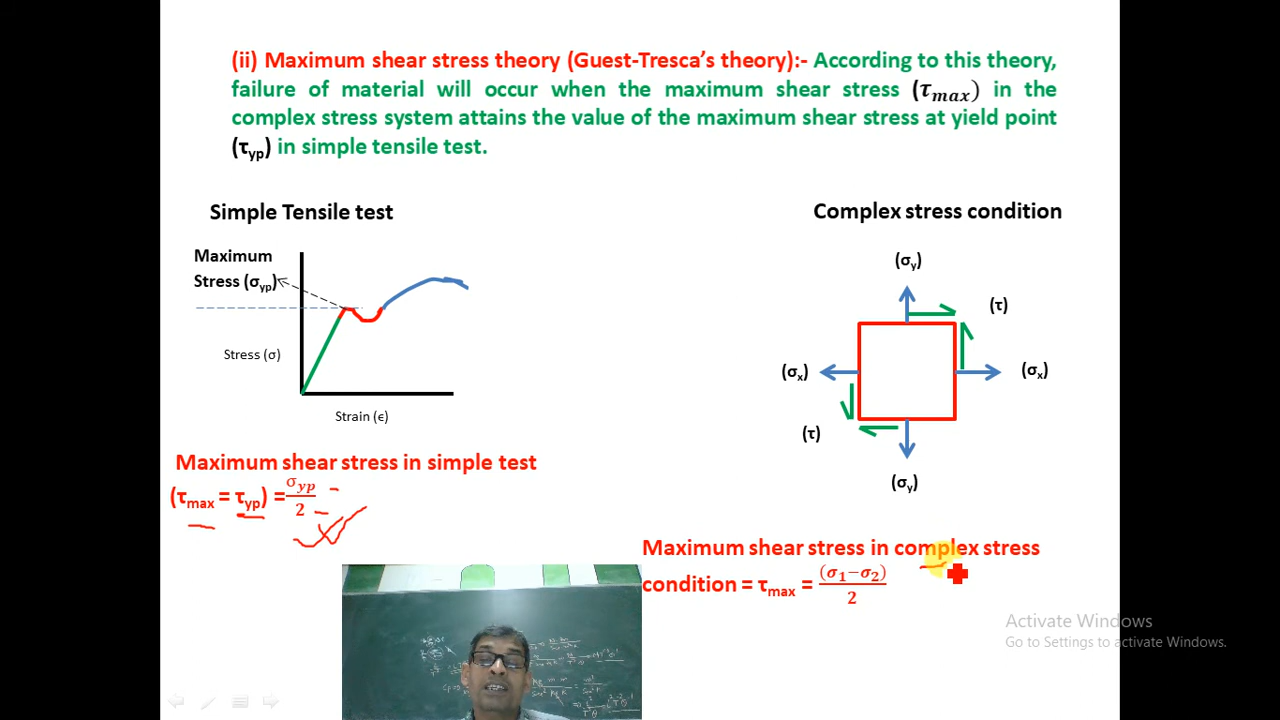 (ii) Maximum shear stress theory (Guest-Tresca's theory):- According to this theory,
failure of material will occur when the maximum shear stress (τmax) in the
complex stress system attains the value of the maximum shear stress at yield point
(τyp) in simple tensile test.
Simple Tensile test
Complex stress condition
Maximum
Stress (σyp)
Stress (σ)
Strain (ϵ)
(σy)
(τ)
(σx)
(σx)
(τ)
(σy)
Maximum shear stress in simple test
(τmax = τyp) = σyp/2
Maximum shear stress in complex stress
condition = τmax = (σ1−σ2)/2
Activate Windows
Go to Settings to activate Windows.